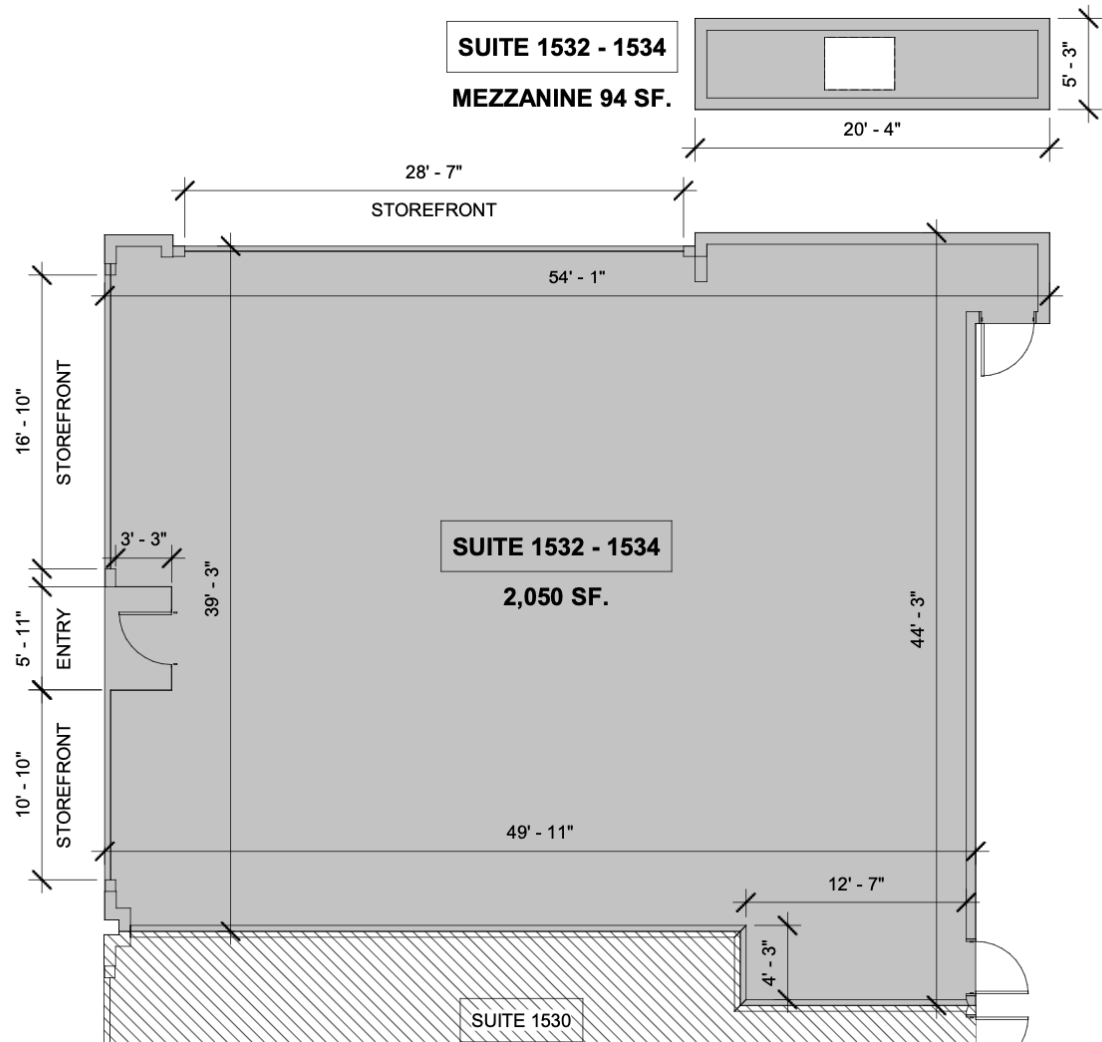 SUITE 1532 - 1534
MEZZANINE 94 SF.
5' - 3"
20' - 4"
28' - 7"
STOREFRONT
54' - 1"
16' - 10"
STOREFRONT
3' - 3"
39' - 3"
SUITE 1532 - 1534
2,050 SF.
44' - 3"
5' - 11"
ENTRY
10' - 10"
STOREFRONT
49' - 11"
12' - 7"
4' - 3"
SUITE 1530